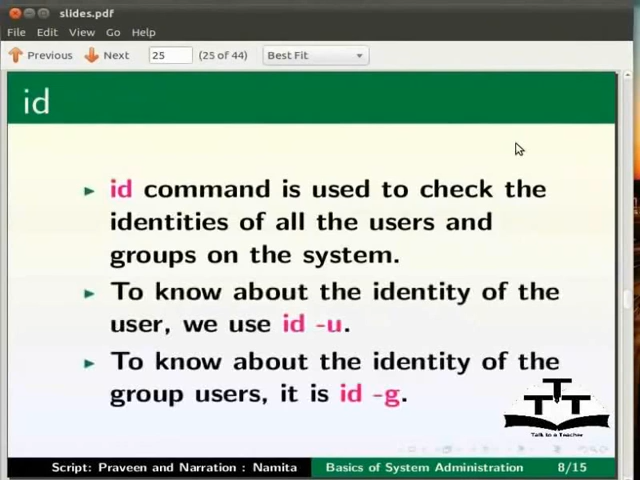 slides.pdf
File Edit View Go Help
Previous Next 25 (25 of 44) Best Fit
id
id command is used to check the
identities of all the users and
groups on the system.
To know about the identity of the
user, we use id -u.
To know about the identity of the
group users, it is id -g.
TTT
Talk to a Teacher
Script: Praveen and Narration : Namita Basics of System Administration 8/15